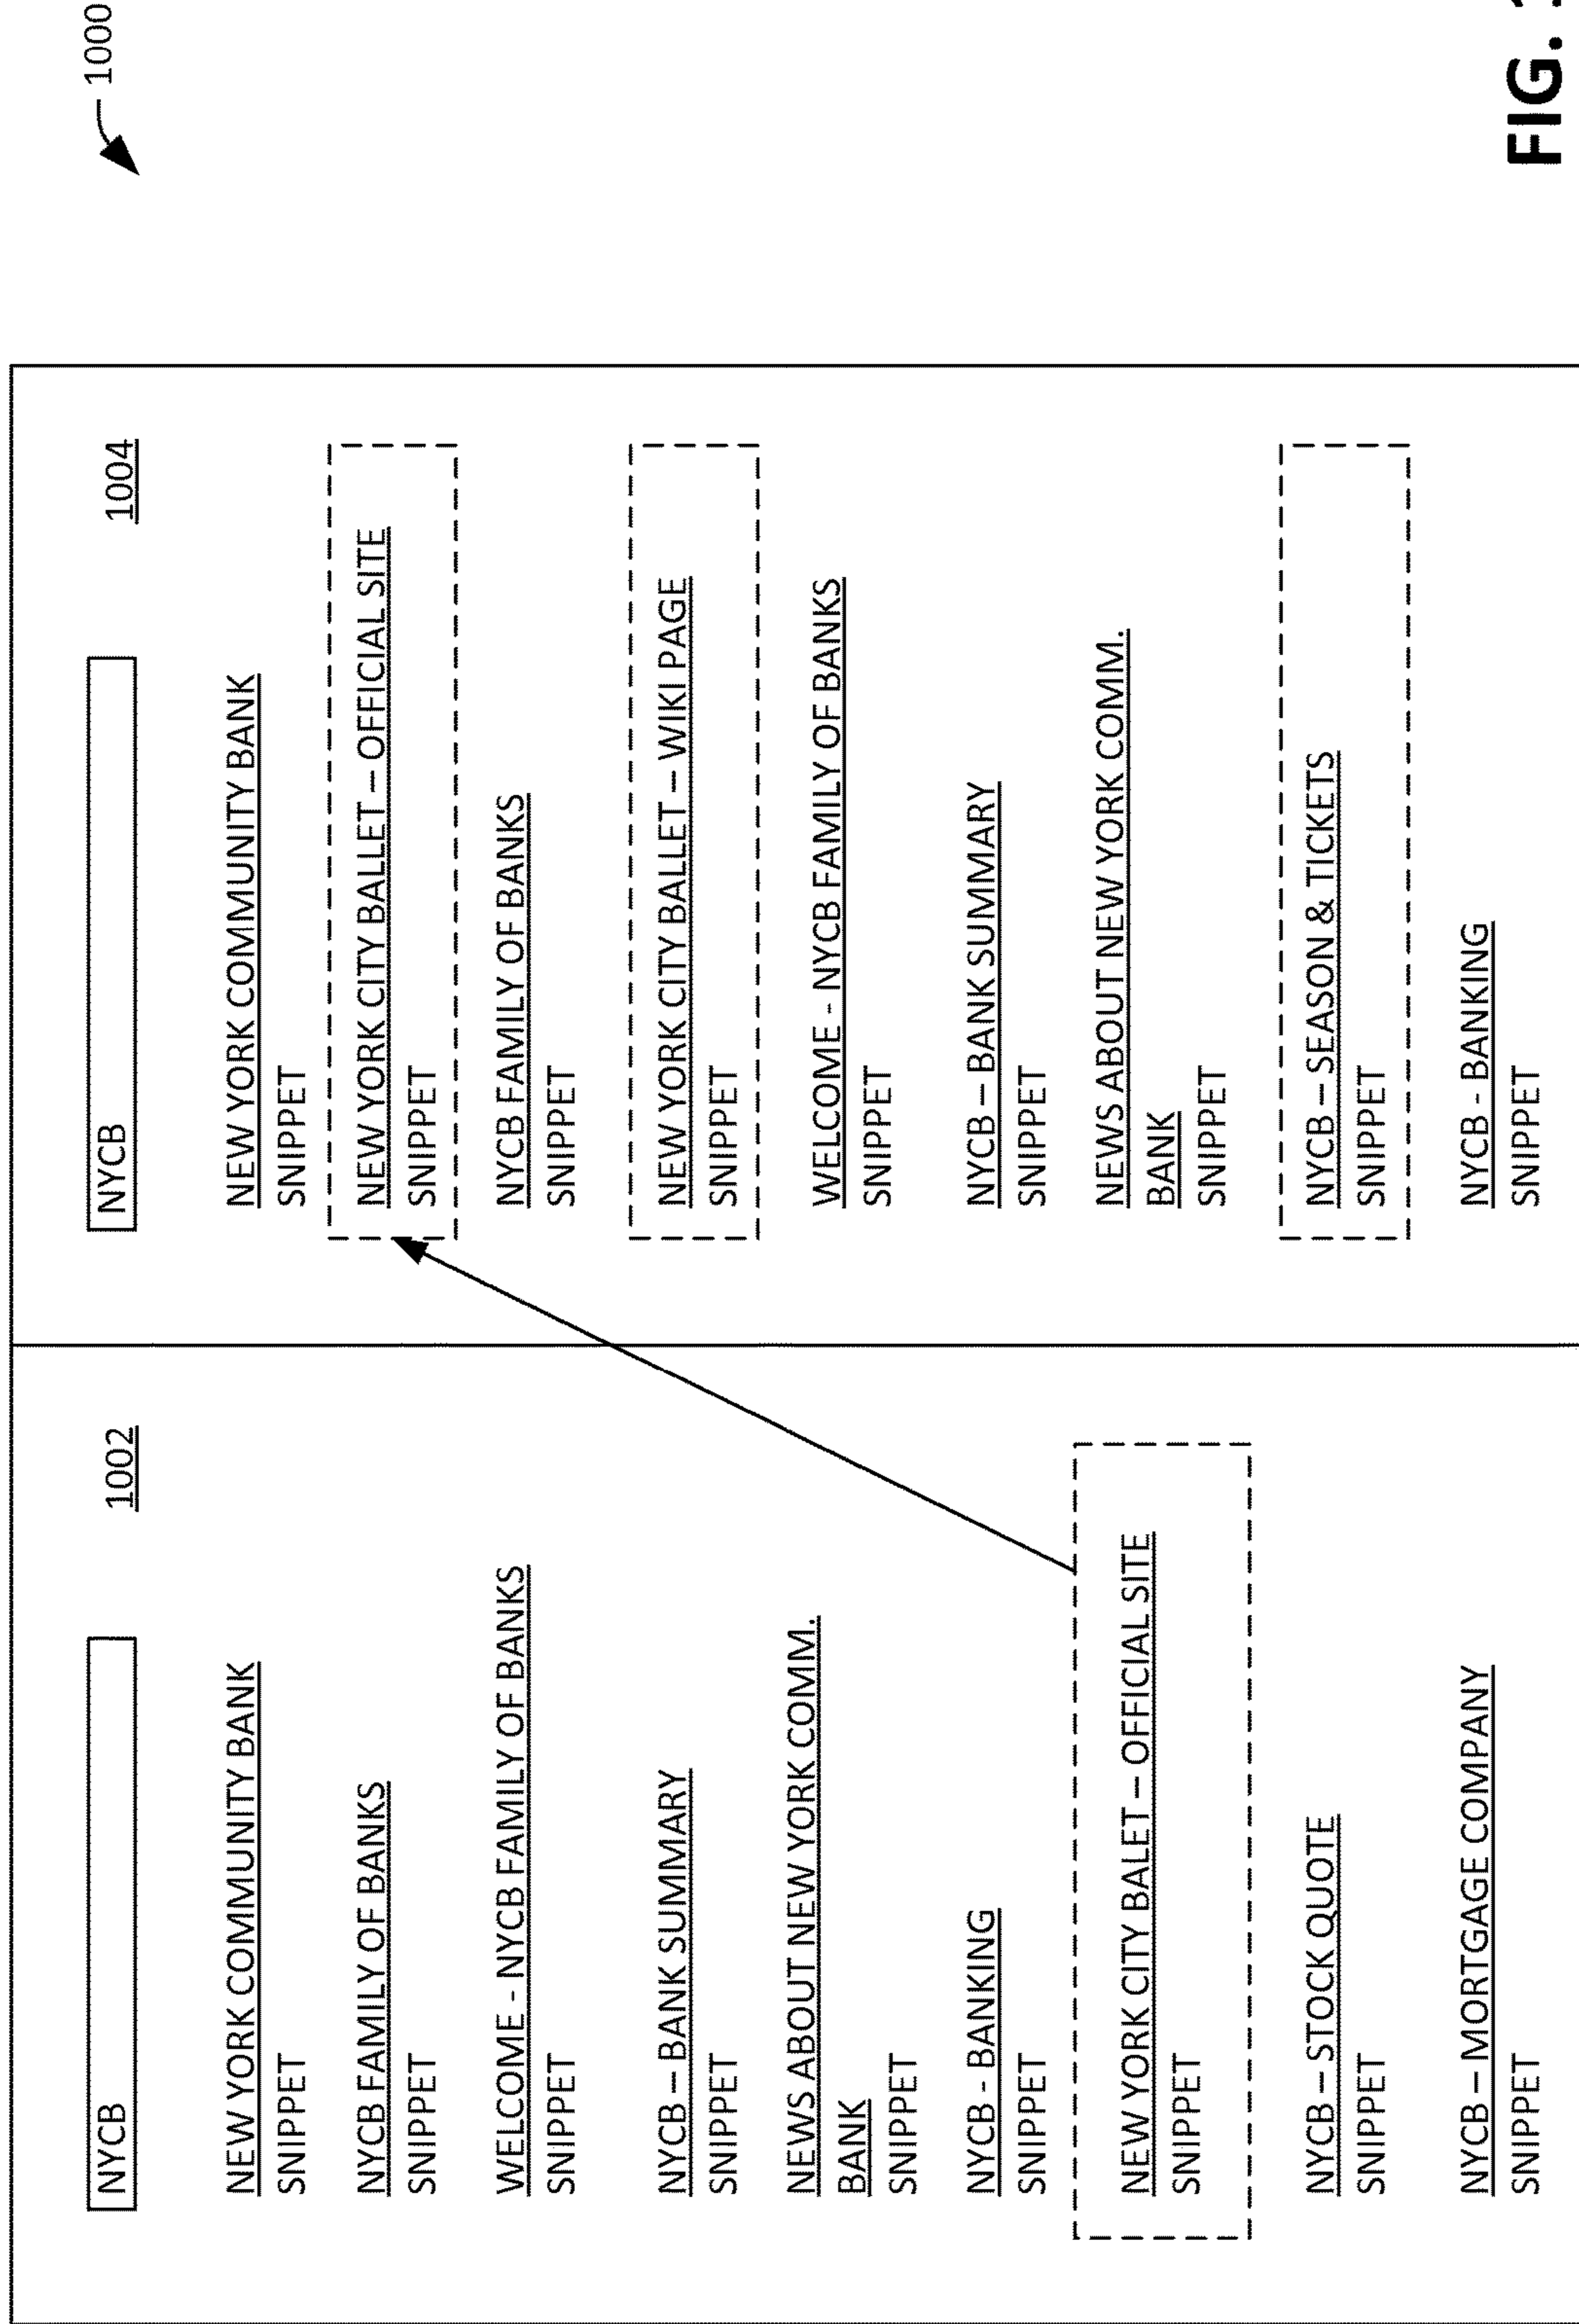 1000
1002
NYCB
NEW YORK COMMUNITY BANK
SNIPPET
NYCB FAMILY OF BANKS
SNIPPET
WELCOME - NYCB FAMILY OF BANKS
SNIPPET
NYCB – BANK SUMMARY
SNIPPET
NEWS ABOUT NEW YORK COMM.
BANK
SNIPPET
NYCB - BANKING
SNIPPET
NEW YORK CITY BALET – OFFICIAL SITE
SNIPPET
NYCB – STOCK QUOTE
SNIPPET
NYCB – MORTGAGE COMPANY
SNIPPET
1004
NYCB
NEW YORK COMMUNITY BANK
SNIPPET
NEW YORK CITY BALLET – OFFICIAL SITE
SNIPPET
NYCB FAMILY OF BANKS
SNIPPET
NEW YORK CITY BALLET – WIKI PAGE
SNIPPET
WELCOME - NYCB FAMILY OF BANKS
SNIPPET
NYCB – BANK SUMMARY
SNIPPET
NEWS ABOUT NEW YORK COMM.
BANK
SNIPPET
NYCB – SEASON & TICKETS
SNIPPET
NYCB - BANKING
SNIPPET
FIG.